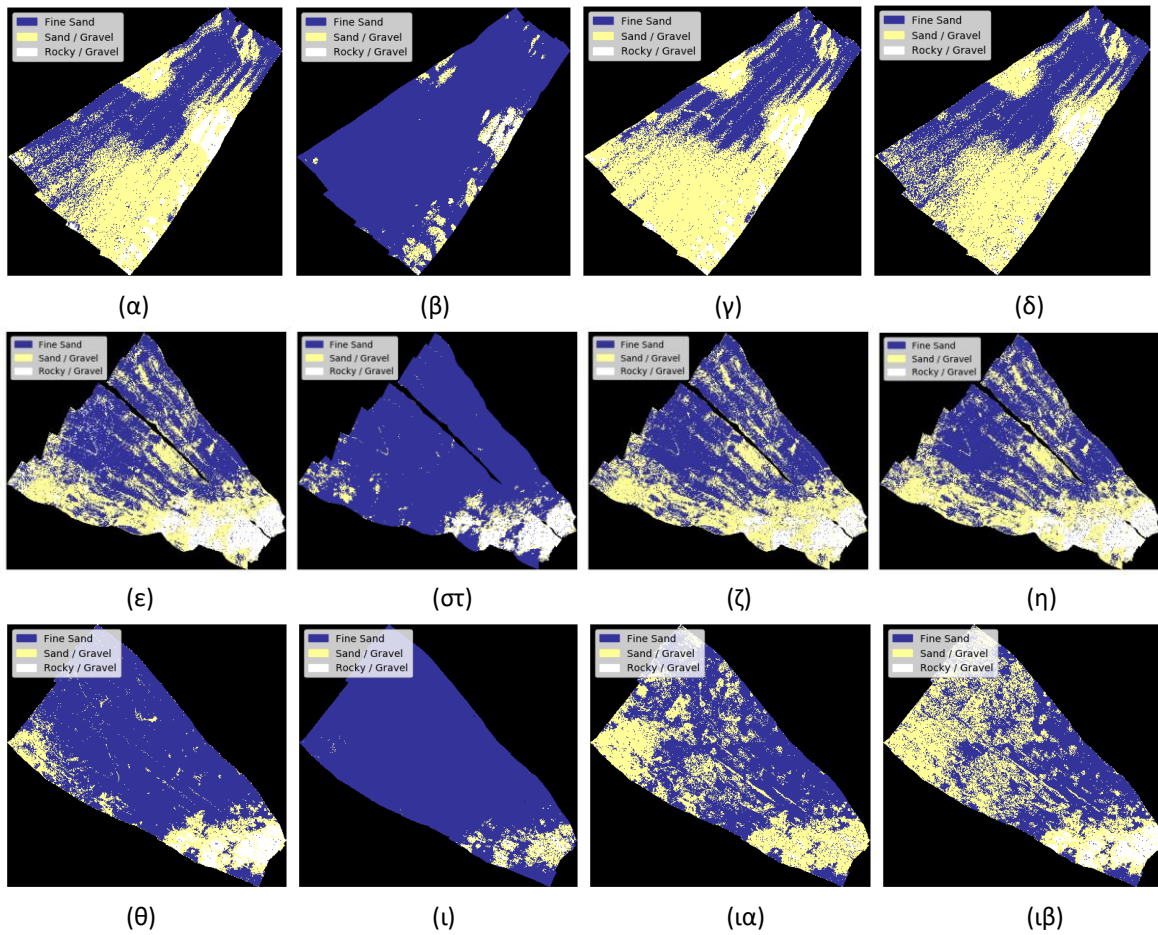 Fine Sand
Sand / Gravel
Rocky / Gravel
Fine Sand
Sand / Gravel
Rocky / Gravel
Fine Sand
Sand / Gravel
Rocky / Gravel
Fine Sand
Sand / Gravel
Rocky / Gravel
(α) (β) (γ) (δ)
Fine Sand
Sand / Gravel
Rocky / Gravel
Fine Sand
Sand / Gravel
Rocky / Gravel
Fine Sand
Sand / Gravel
Rocky / Gravel
Fine Sand
Sand / Gravel
Rocky / Gravel
(ε) (στ) (ζ) (η)
Fine Sand
Sand / Gravel
Rocky / Gravel
Fine Sand
Sand / Gravel
Rocky / Gravel
Fine Sand
Sand / Gravel
Rocky / Gravel
Fine Sand
Sand / Gravel
Rocky / Gravel
(θ) (ι) (ια) (ιβ)